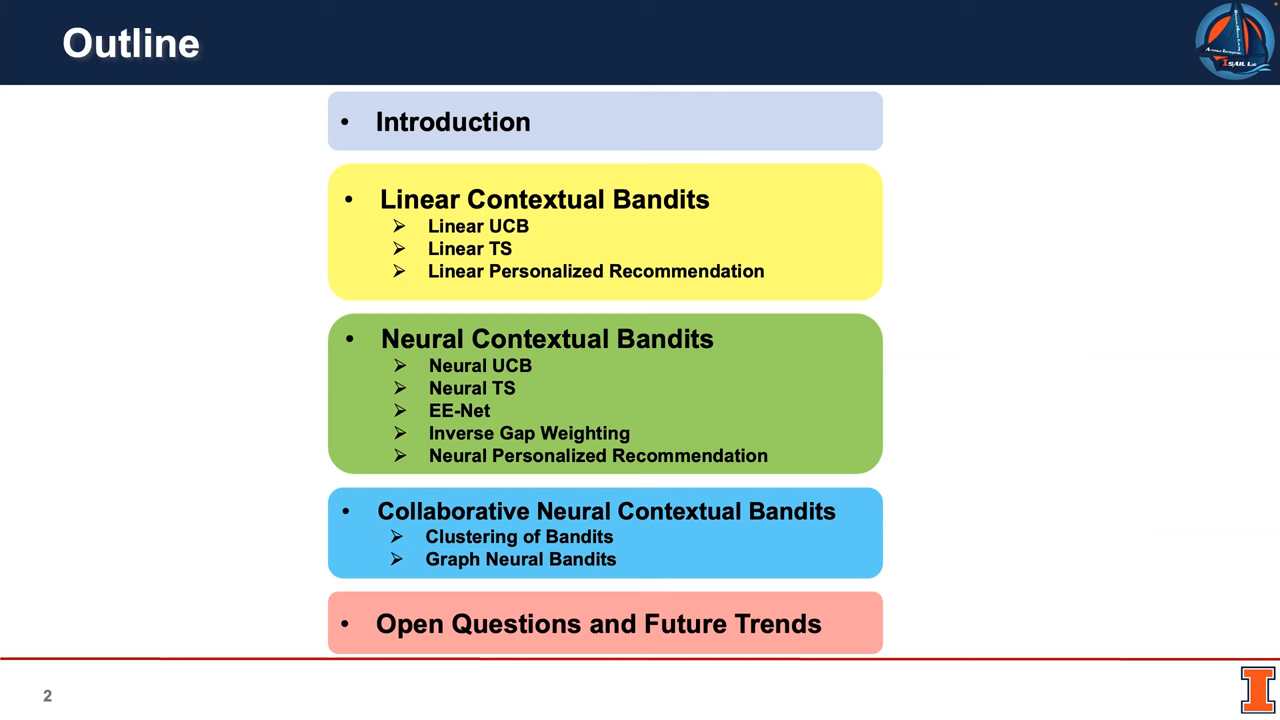 Outline
• Introduction
• Linear Contextual Bandits
➢ Linear UCB
➢ Linear TS
➢ Linear Personalized Recommendation
• Neural Contextual Bandits
➢ Neural UCB
➢ Neural TS
➢ EE-Net
➢ Inverse Gap Weighting
➢ Neural Personalized Recommendation
• Collaborative Neural Contextual Bandits
➢ Clustering of Bandits
➢ Graph Neural Bandits
• Open Questions and Future Trends
2